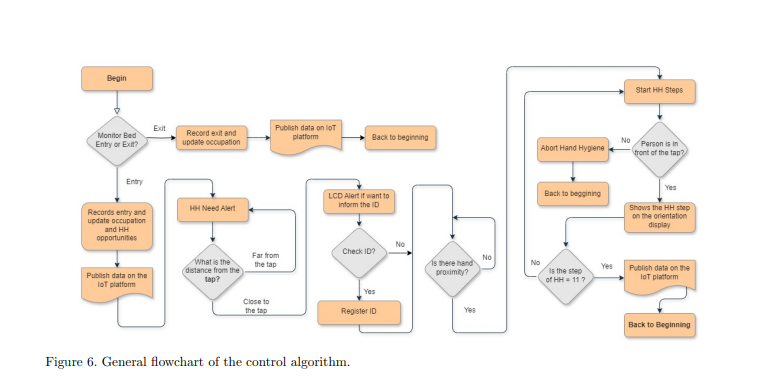 Begin
Monitor Bed
Entry or Exit?
Exit
Record exit and
update occupation
Publish data on IoT
platform
Back to beginning
Entry
Records entry and
update occupation
and HH
opportunities
Publish data on the
IoT platform
HH Need Alert
What is the
distance from the
tap?
Far from
the tap
Close to
the tap
LCD Alert if want to
inform the ID
Check ID?
No
Yes
Register ID
Is there hand
proximity?
No
Yes
Start HH Steps
Person is in
front of the tap?
No
Abort Hand Hygiene
Back to beggining
Yes
Shows the HH step
on the orientation
display
Is the step
of HH = 11 ?
No
Yes
Publish data on the
IoT platform
Back to Beginning
Figure 6. General flowchart of the control algorithm.